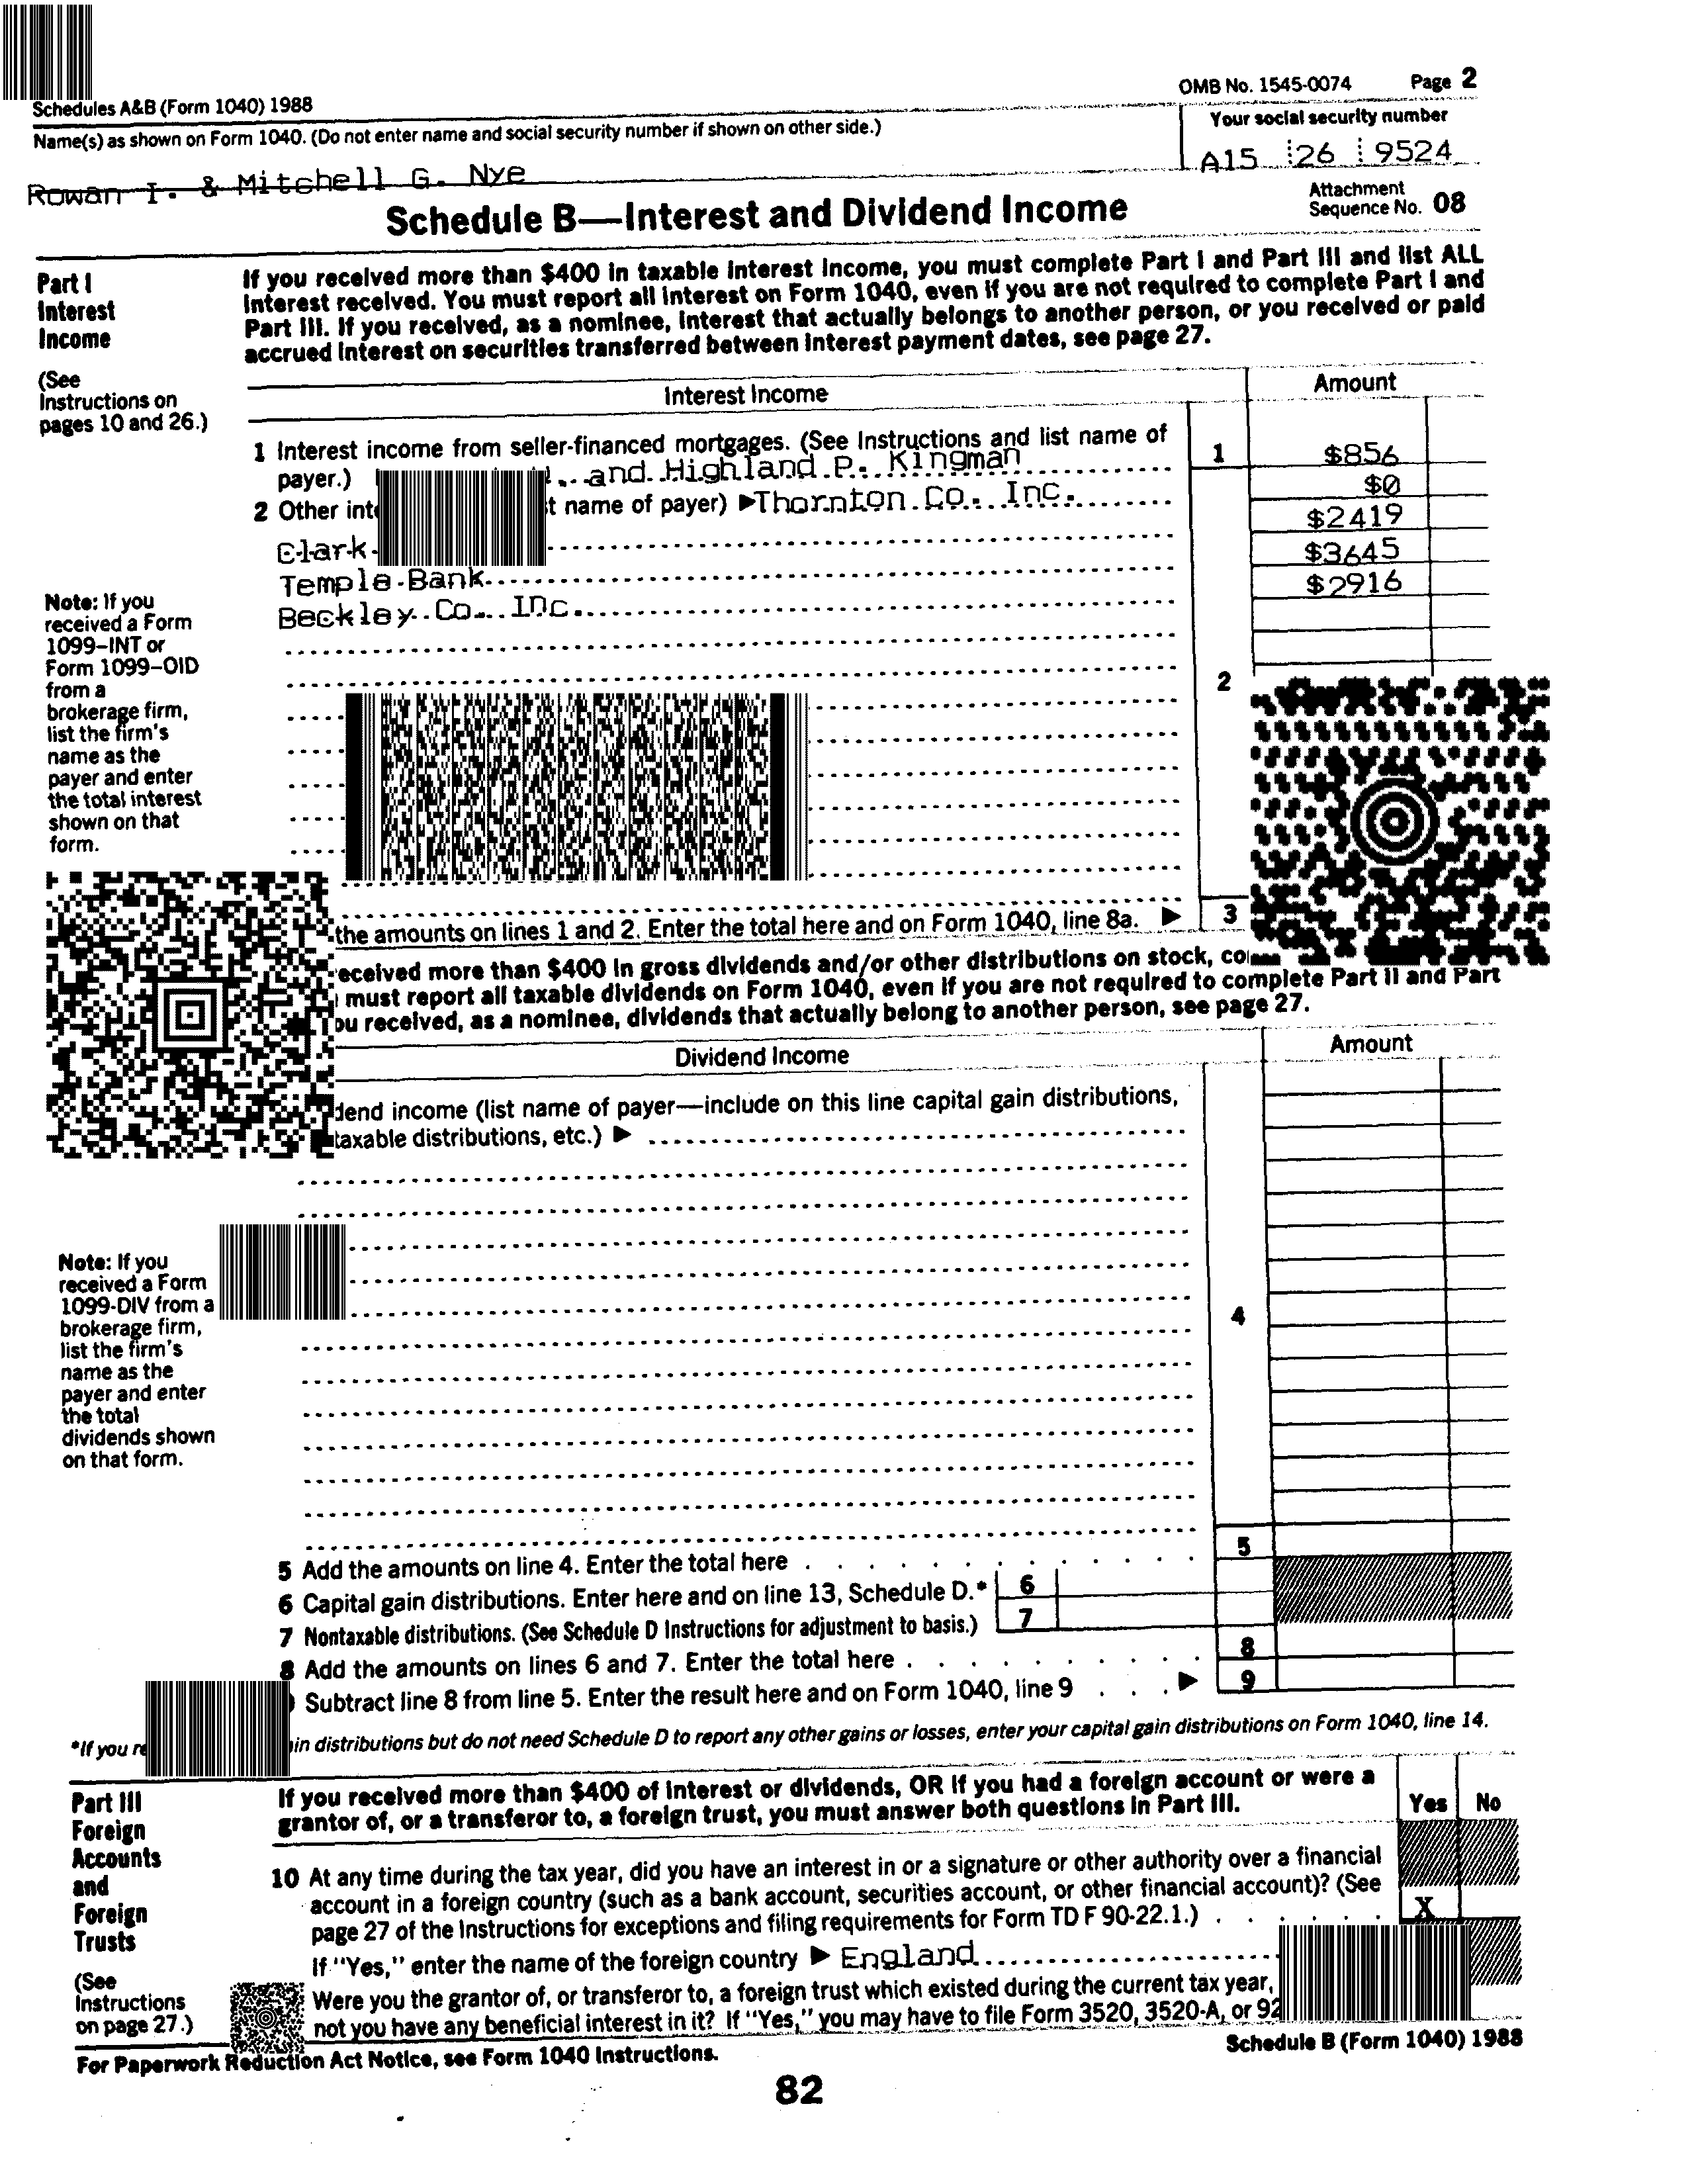 Schedules A&B (Form 1040) 1988
OMB No. 1545-0074 Page 2
Name(s) as shown on Form 1040. (Do not enter name and social security number if shown on other side.)
Your social security number
Rowan I. & Mitchell G. Nye
A15 26 9524
Schedule B—Interest and Dividend Income
Attachment
Sequence No. 08
Part I
Interest
Income
(See
Instructions on
pages 10 and 26.)
If you received more than $400 in taxable interest income, you must complete Part I and Part III and list ALL
interest received. You must report all interest on Form 1040, even if you are not required to complete Part I and
Part III. If you received, as a nominee, interest that actually belongs to another person, or you received or paid
accrued interest on securities transferred between interest payment dates, see page 27.
Interest Income
Amount
1 Interest income from seller-financed mortgages. (See Instructions and list name of
payer.) and Highland P. Kingman
1 $856
2 Other name of payer) ▶ Thornton Co. Inc.
$0
Clark
$2419
Temple Bank
$3645
Beckley Co. Inc.
$2916
Note: If you
received a Form
1099–INT or
Form 1099–OID
from a
brokerage firm,
list the firm's
name as the
payer and enter
the total interest
shown on that
form.
2
the amounts on lines 1 and 2. Enter the total here and on Form 1040, line 8a. ▶ 3
received more than $400 in gross dividends and/or other distributions on stock,
must report all taxable dividends on Form 1040, even if you are not required to complete Part II and Part
you received, as a nominee, dividends that actually belong to another person, see page 27.
Dividend Income
Amount
income (list name of payer—include on this line capital gain distributions,
taxable distributions, etc.) ▶
Note: If you
received a Form
1099-DIV from a
brokerage firm,
list the firm's
name as the
payer and enter
the total
dividends shown
on that form.
4
5 Add the amounts on line 4. Enter the total here 5
6 Capital gain distributions. Enter here and on line 13, Schedule D.* 6
7 Nontaxable distributions. (See Schedule D Instructions for adjustment to basis.) 7
8 Add the amounts on lines 6 and 7. Enter the total here 8
Subtract line 8 from line 5. Enter the result here and on Form 1040, line 9 ▶ 9
*If you distributions but do not need Schedule D to report any other gains or losses, enter your capital gain distributions on Form 1040, line 14.
Part III
Foreign
Accounts
and
Foreign
Trusts
(See
Instructions
on page 27.)
If you received more than $400 of interest or dividends, OR if you had a foreign account or were a
grantor of, or a transferor to, a foreign trust, you must answer both questions in Part III.
Yes No
10 At any time during the tax year, did you have an interest in or a signature or other authority over a financial
account in a foreign country (such as a bank account, securities account, or other financial account)? (See
page 27 of the Instructions for exceptions and filing requirements for Form TD F 90-22.1.) X
If "Yes," enter the name of the foreign country ▶ England
Were you the grantor of, or transferor to, a foreign trust which existed during the current tax year,
not you have any beneficial interest in it? If "Yes," you may have to file Form 3520, 3520-A, or
For Paperwork Reduction Act Notice, see Form 1040 Instructions.
Schedule B (Form 1040) 1988
82